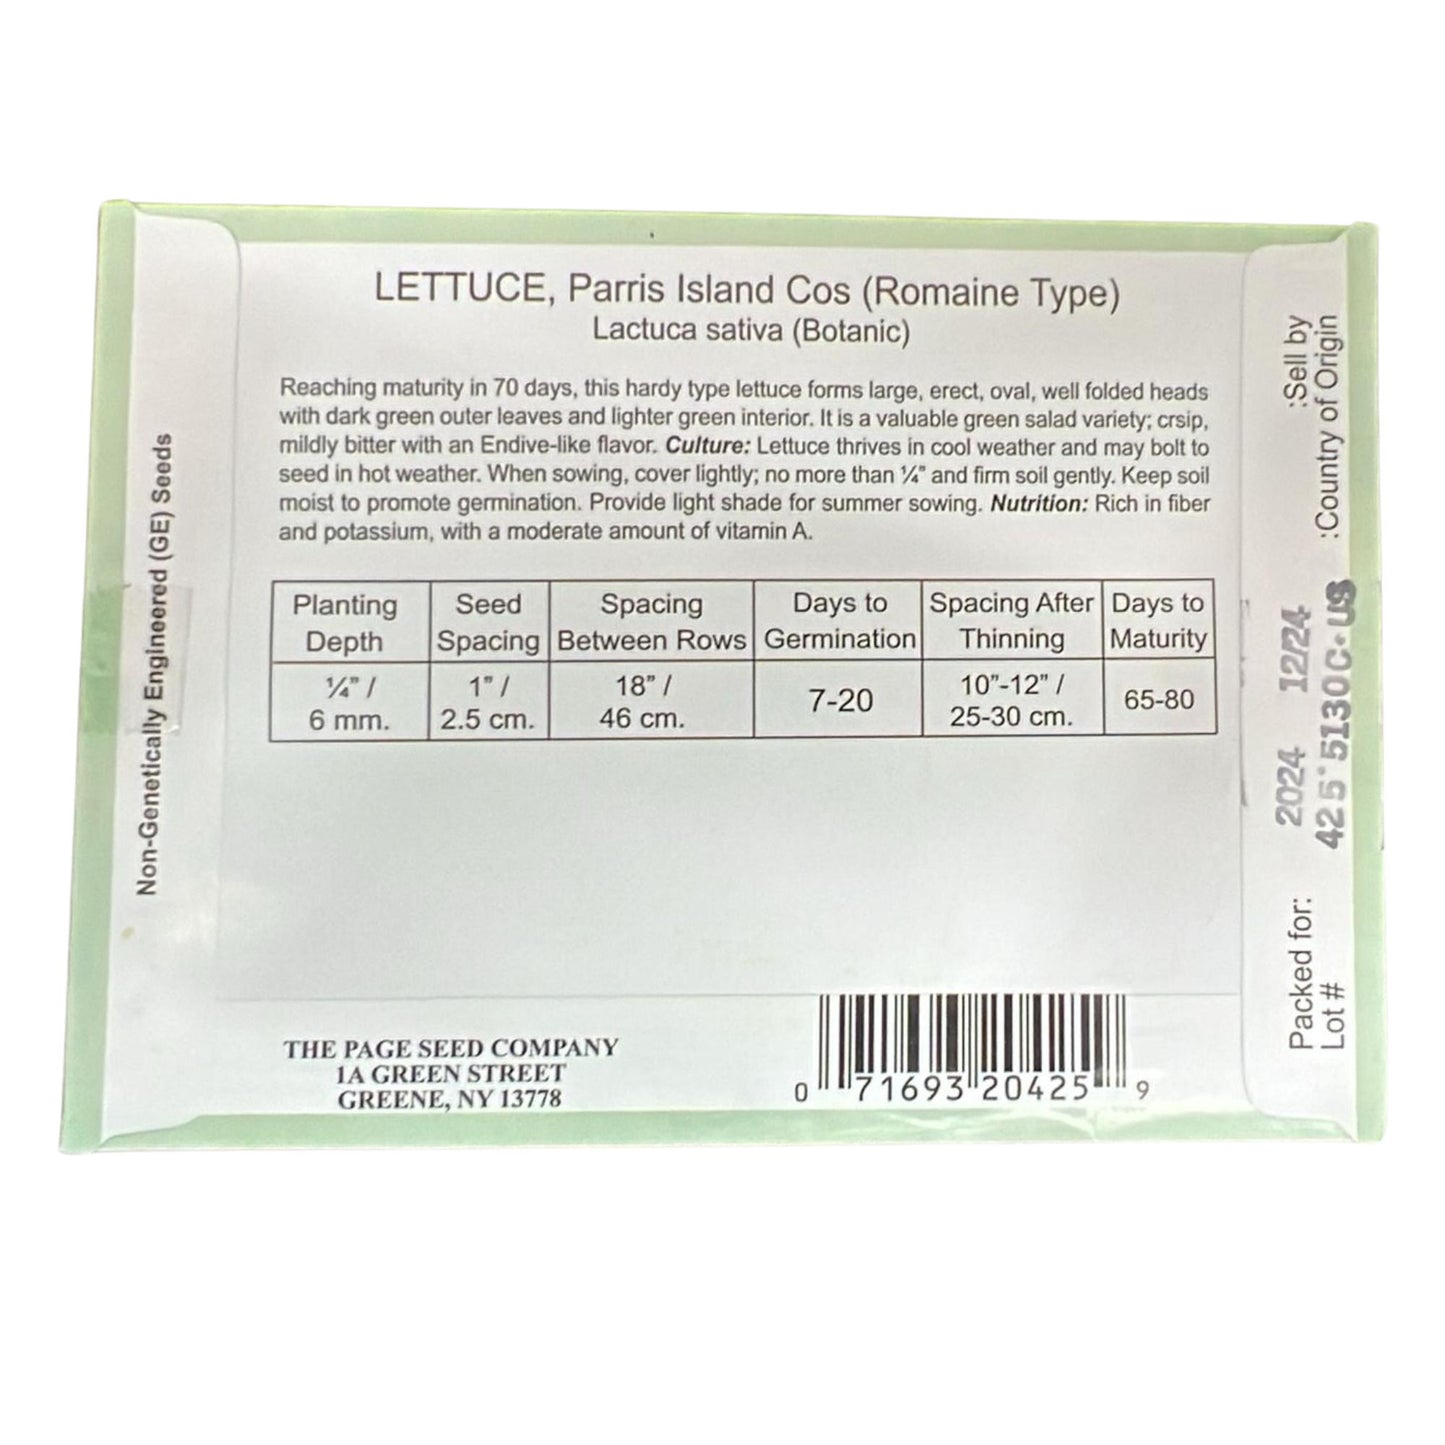 LETTUCE, Parris Island Cos (Romaine Type)
Lactuca sativa (Botanic)
Reaching maturity in 70 days, this hardy type lettuce forms large, erect, oval, well folded heads
with dark green outer leaves and lighter green interior. It is a valuable green salad variety; crsip,
mildly bitter with an Endive-like flavor. Culture: Lettuce thrives in cool weather and may bolt to
seed in hot weather. When sowing, cover lightly; no more than ¼" and firm soil gently. Keep soil
moist to promote germination. Provide light shade for summer sowing. Nutrition: Rich in fiber
and potassium, with a moderate amount of vitamin A.
Planting Depth
Seed Spacing
Spacing Between Rows
Days to Germination
Spacing After Thinning
Days to Maturity
¼" / 6 mm.
1" / 2.5 cm.
18" / 46 cm.
7-20
10"-12" / 25-30 cm.
65-80
THE PAGE SEED COMPANY
1A GREEN STREET
GREENE, NY 13778
0 71693 20425 9
Non-Genetically Engineered (GE) Seeds
Packed for: 2024 12/24 :Sell by
Lot # 425 5130C US :Country of Origin